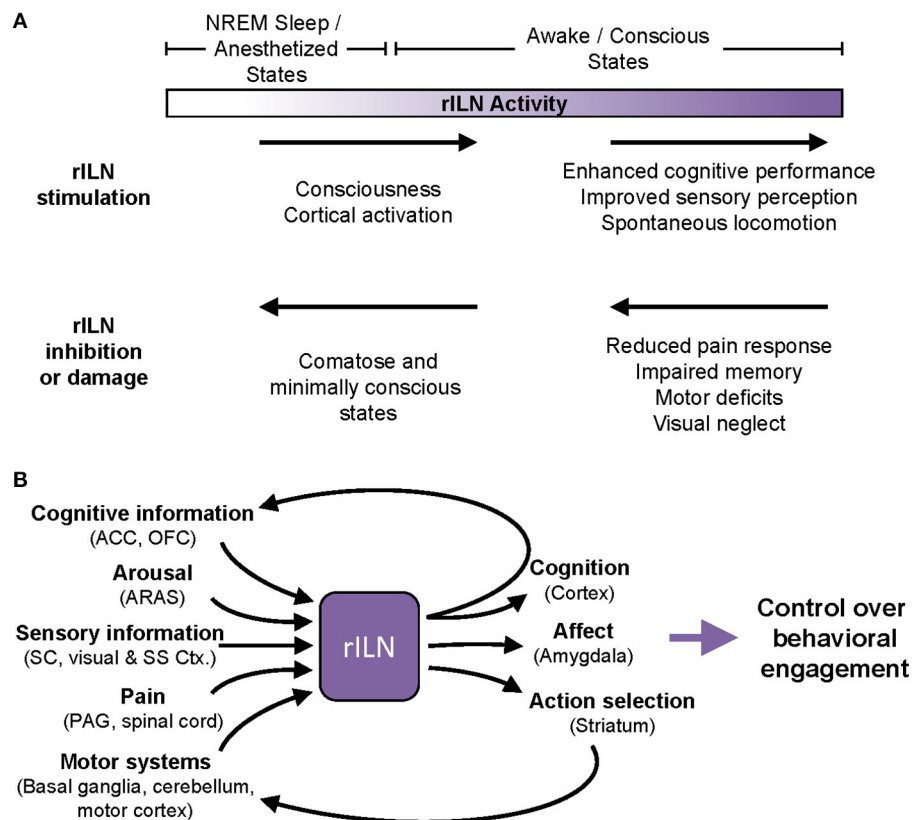 A
NREM Sleep /
Anesthetized
States
Awake / Conscious
States
rILN Activity
rILN
stimulation
Consciousness
Cortical activation
Enhanced cognitive performance
Improved sensory perception
Spontaneous locomotion
rILN
inhibition
or damage
Comatose and
minimally conscious
states
Reduced pain response
Impaired memory
Motor deficits
Visual neglect
B
Cognitive information
(ACC, OFC)
Arousal
(ARAS)
Sensory information
(SC, visual & SS Ctx.)
Pain
(PAG, spinal cord)
Motor systems
(Basal ganglia, cerebellum,
motor cortex)
rILN
Cognition
(Cortex)
Affect
(Amygdala)
Action selection
(Striatum)
Control over
behavioral
engagement